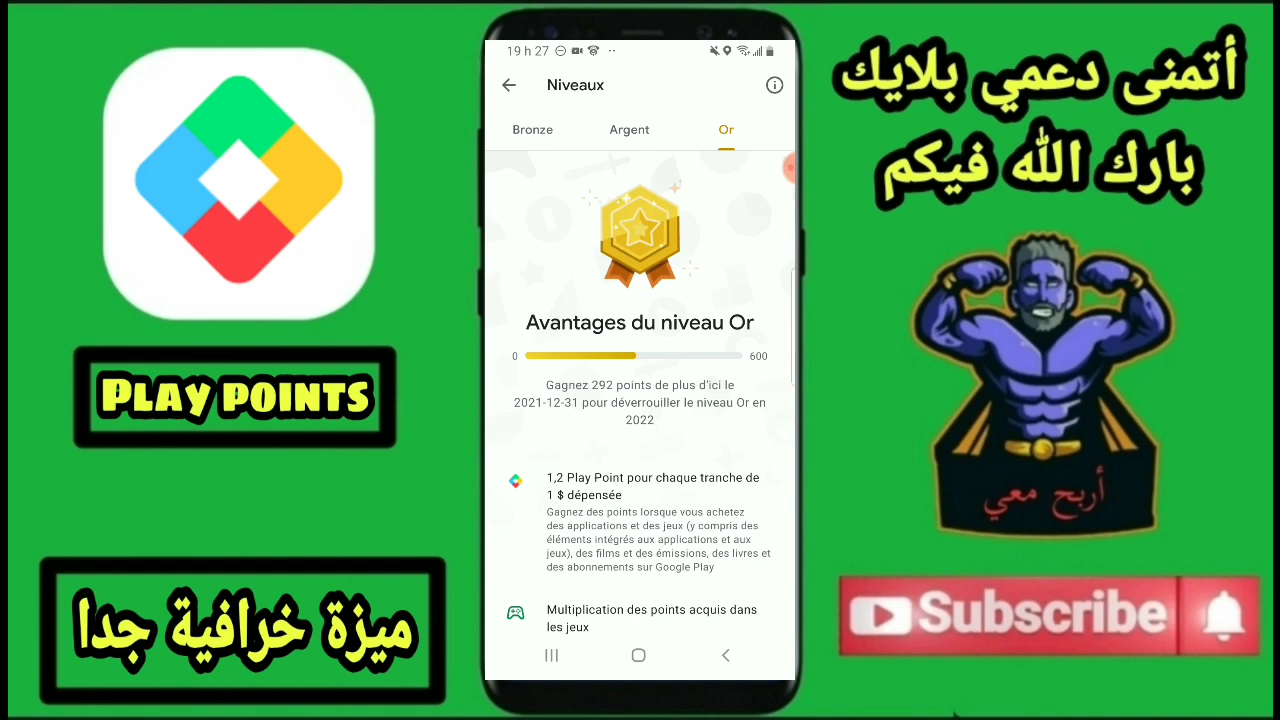 أتمنى دعمي بلايك
بارك الله فيكم
PLAY POINTS
ميزة خرافية جدا
19 h 27
Niveaux
Bronze
Argent
Or
Avantages du niveau Or
0
600
Gagnez 292 points de plus d'ici le
2021-12-31 pour déverrouiller le niveau Or en
2022
1,2 Play Point pour chaque tranche de
1 $ dépensée
Gagnez des points lorsque vous achetez
des applications et des jeux (y compris des
éléments intégrés aux applications et aux
jeux), des films et des émissions, des livres et
des abonnements sur Google Play
Multiplication des points acquis dans
les jeux
أربح معي
Subscribe